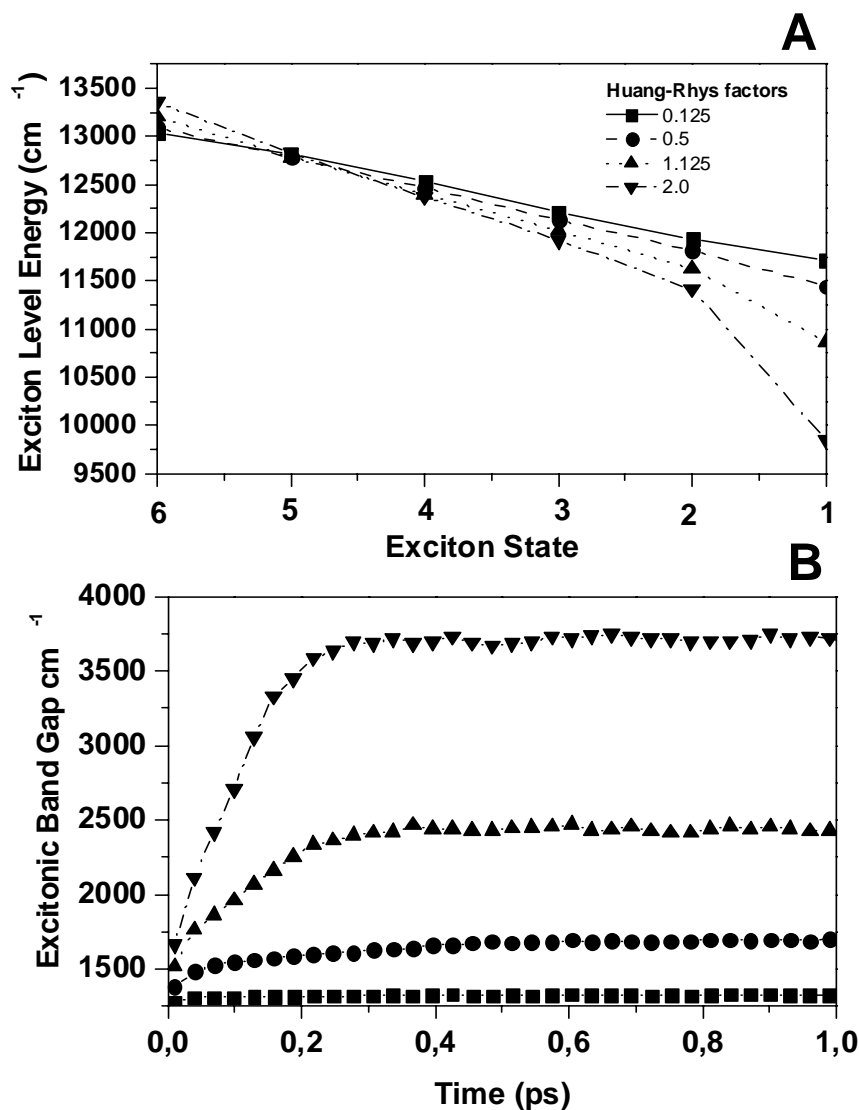 A
Exciton Level Energy (cm ⁻¹)
13500
13000
12500
12000
11500
11000
10500
10000
9500
Huang-Rhys factors
0.125
0.5
1.125
2.0
6 5 4 3 2 1
Exciton State
B
Excitonic Band Gap cm ⁻¹
4000
3500
3000
2500
2000
1500
0,0 0,2 0,4 0,6 0,8 1,0
Time (ps)